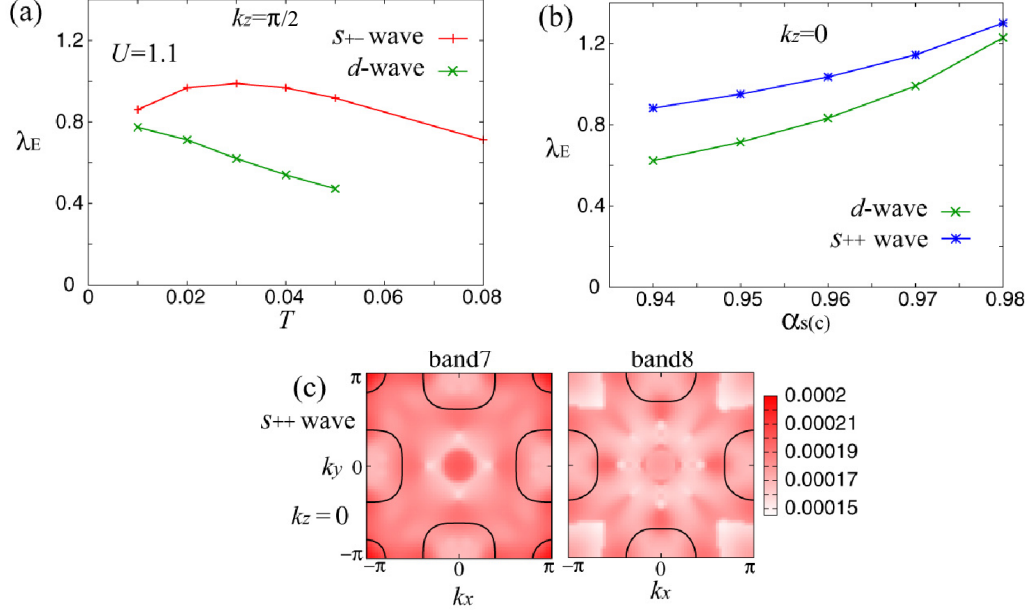 (a)
kz=π/2
s+− wave
d-wave
U=1.1
1.2
0.8
0.4
0
λE
0 0.02 0.04 0.06 0.08
T
(b)
kz=0
1.2
0.8
0.4
0
λE
d-wave
s++ wave
0.94 0.95 0.96 0.97 0.98
αs(c)
(c)
band7 band8
s++ wave
kz = 0
π
ky 0
−π
−π 0 π
kx
−π 0 π
kx
0.0002
0.00021
0.00019
0.00017
0.00015